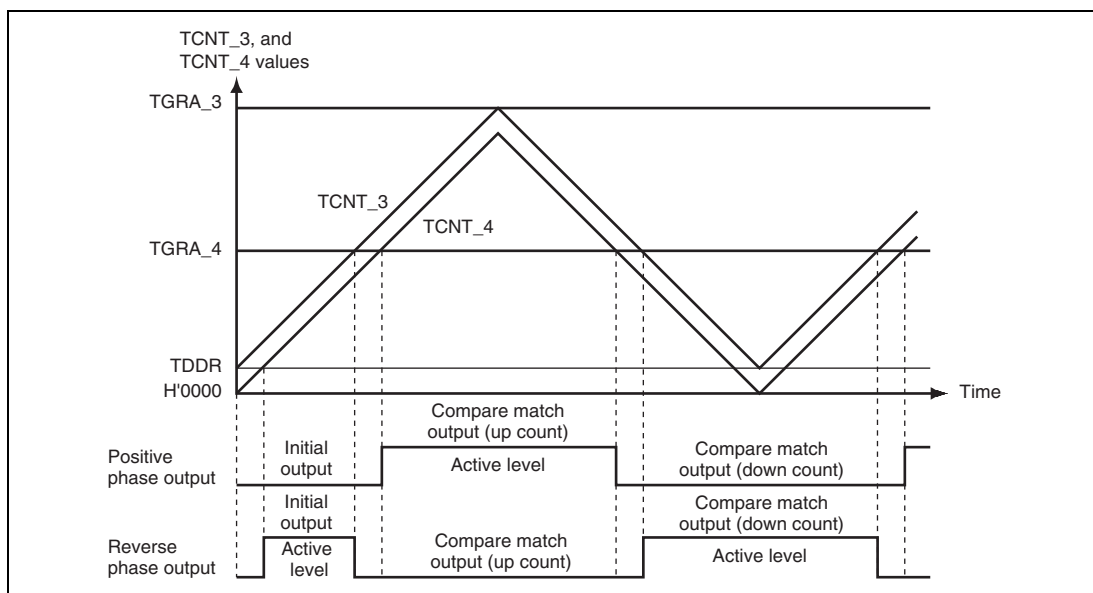 TCNT_3, and
TCNT_4 values
TGRA_3
TCNT_3
TCNT_4
TGRA_4
TDDR
H'0000
Time
Compare match
output (up count)
Positive
phase output
Initial
output
Active level
Compare match
output (down count)
Initial
output
Compare match
output (down count)
Reverse
phase output
Active
level
Compare match
output (up count)
Active level